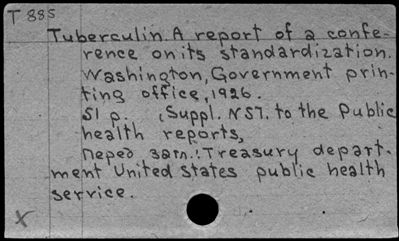 T 885
Tuberculin. A report of a confe-
rence on its standardization.
Washington, Government prin-
ting office, 1926.
51 p. (Suppl. N 57. to the Public
health reports,
Перед загл.: Treasury depart-
ment United States public health
service.
X